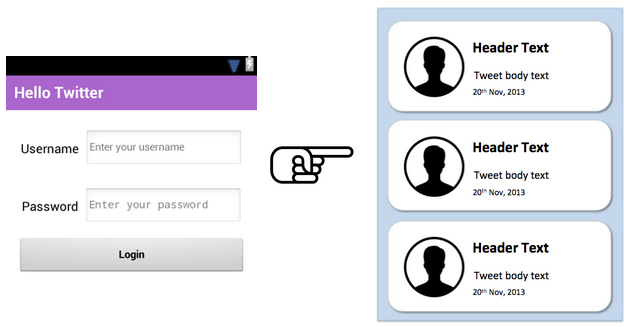 Hello Twitter
Username Enter your username
Password Enter your password
Login
Header Text
Tweet body text
20th Nov, 2013
Header Text
Tweet body text
20th Nov, 2013
Header Text
Tweet body text
20th Nov, 2013